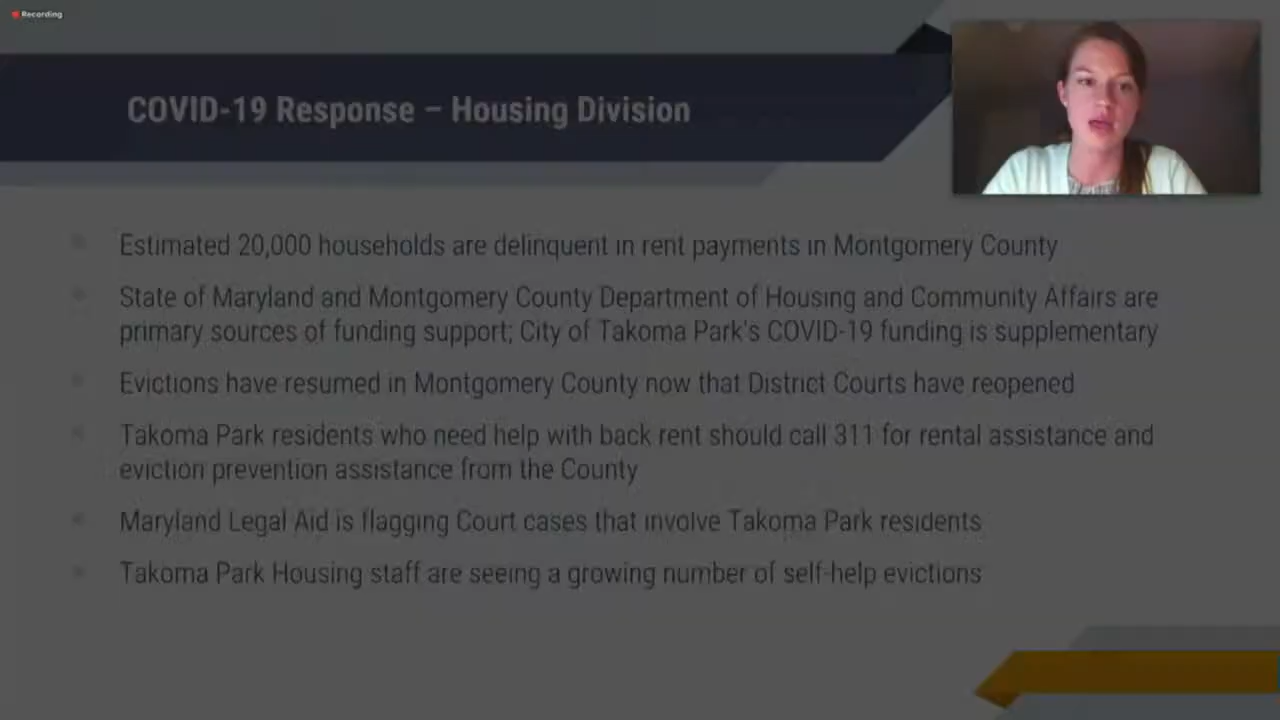 Recording
COVID-19 Response – Housing Division
Estimated 20,000 households are delinquent in rent payments in Montgomery County
State of Maryland and Montgomery County Department of Housing and Community Affairs are
primary sources of funding support; City of Takoma Park's COVID-19 funding is supplementary
Evictions have resumed in Montgomery County now that District Courts have reopened
Takoma Park residents who need help with back rent should call 311 for rental assistance and
eviction prevention assistance from the County
Maryland Legal Aid is flagging Court cases that involve Takoma Park residents
Takoma Park Housing staff are seeing a growing number of self-help evictions